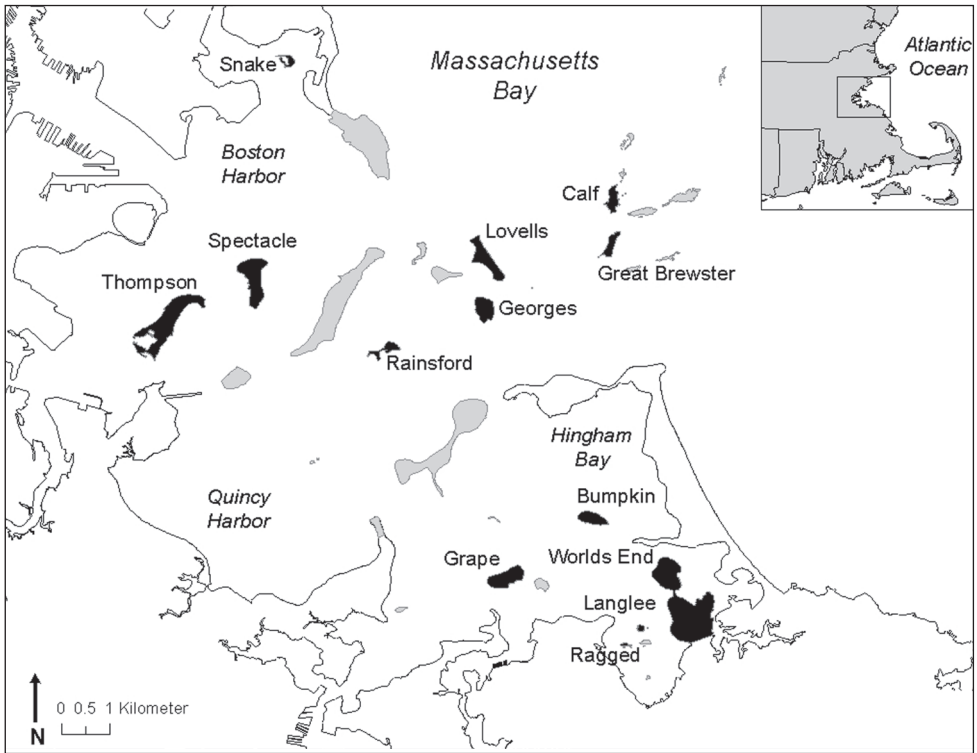 Massachusetts
Bay
Atlantic
Ocean
Snake
Boston
Harbor
Calf
Spectacle
Lovells
Great Brewster
Thompson
Georges
Rainsford
Hingham
Bay
Quincy
Harbor
Bumpkin
Grape
Worlds End
Langlee
Ragged
0 0.5 1 Kilometer
N